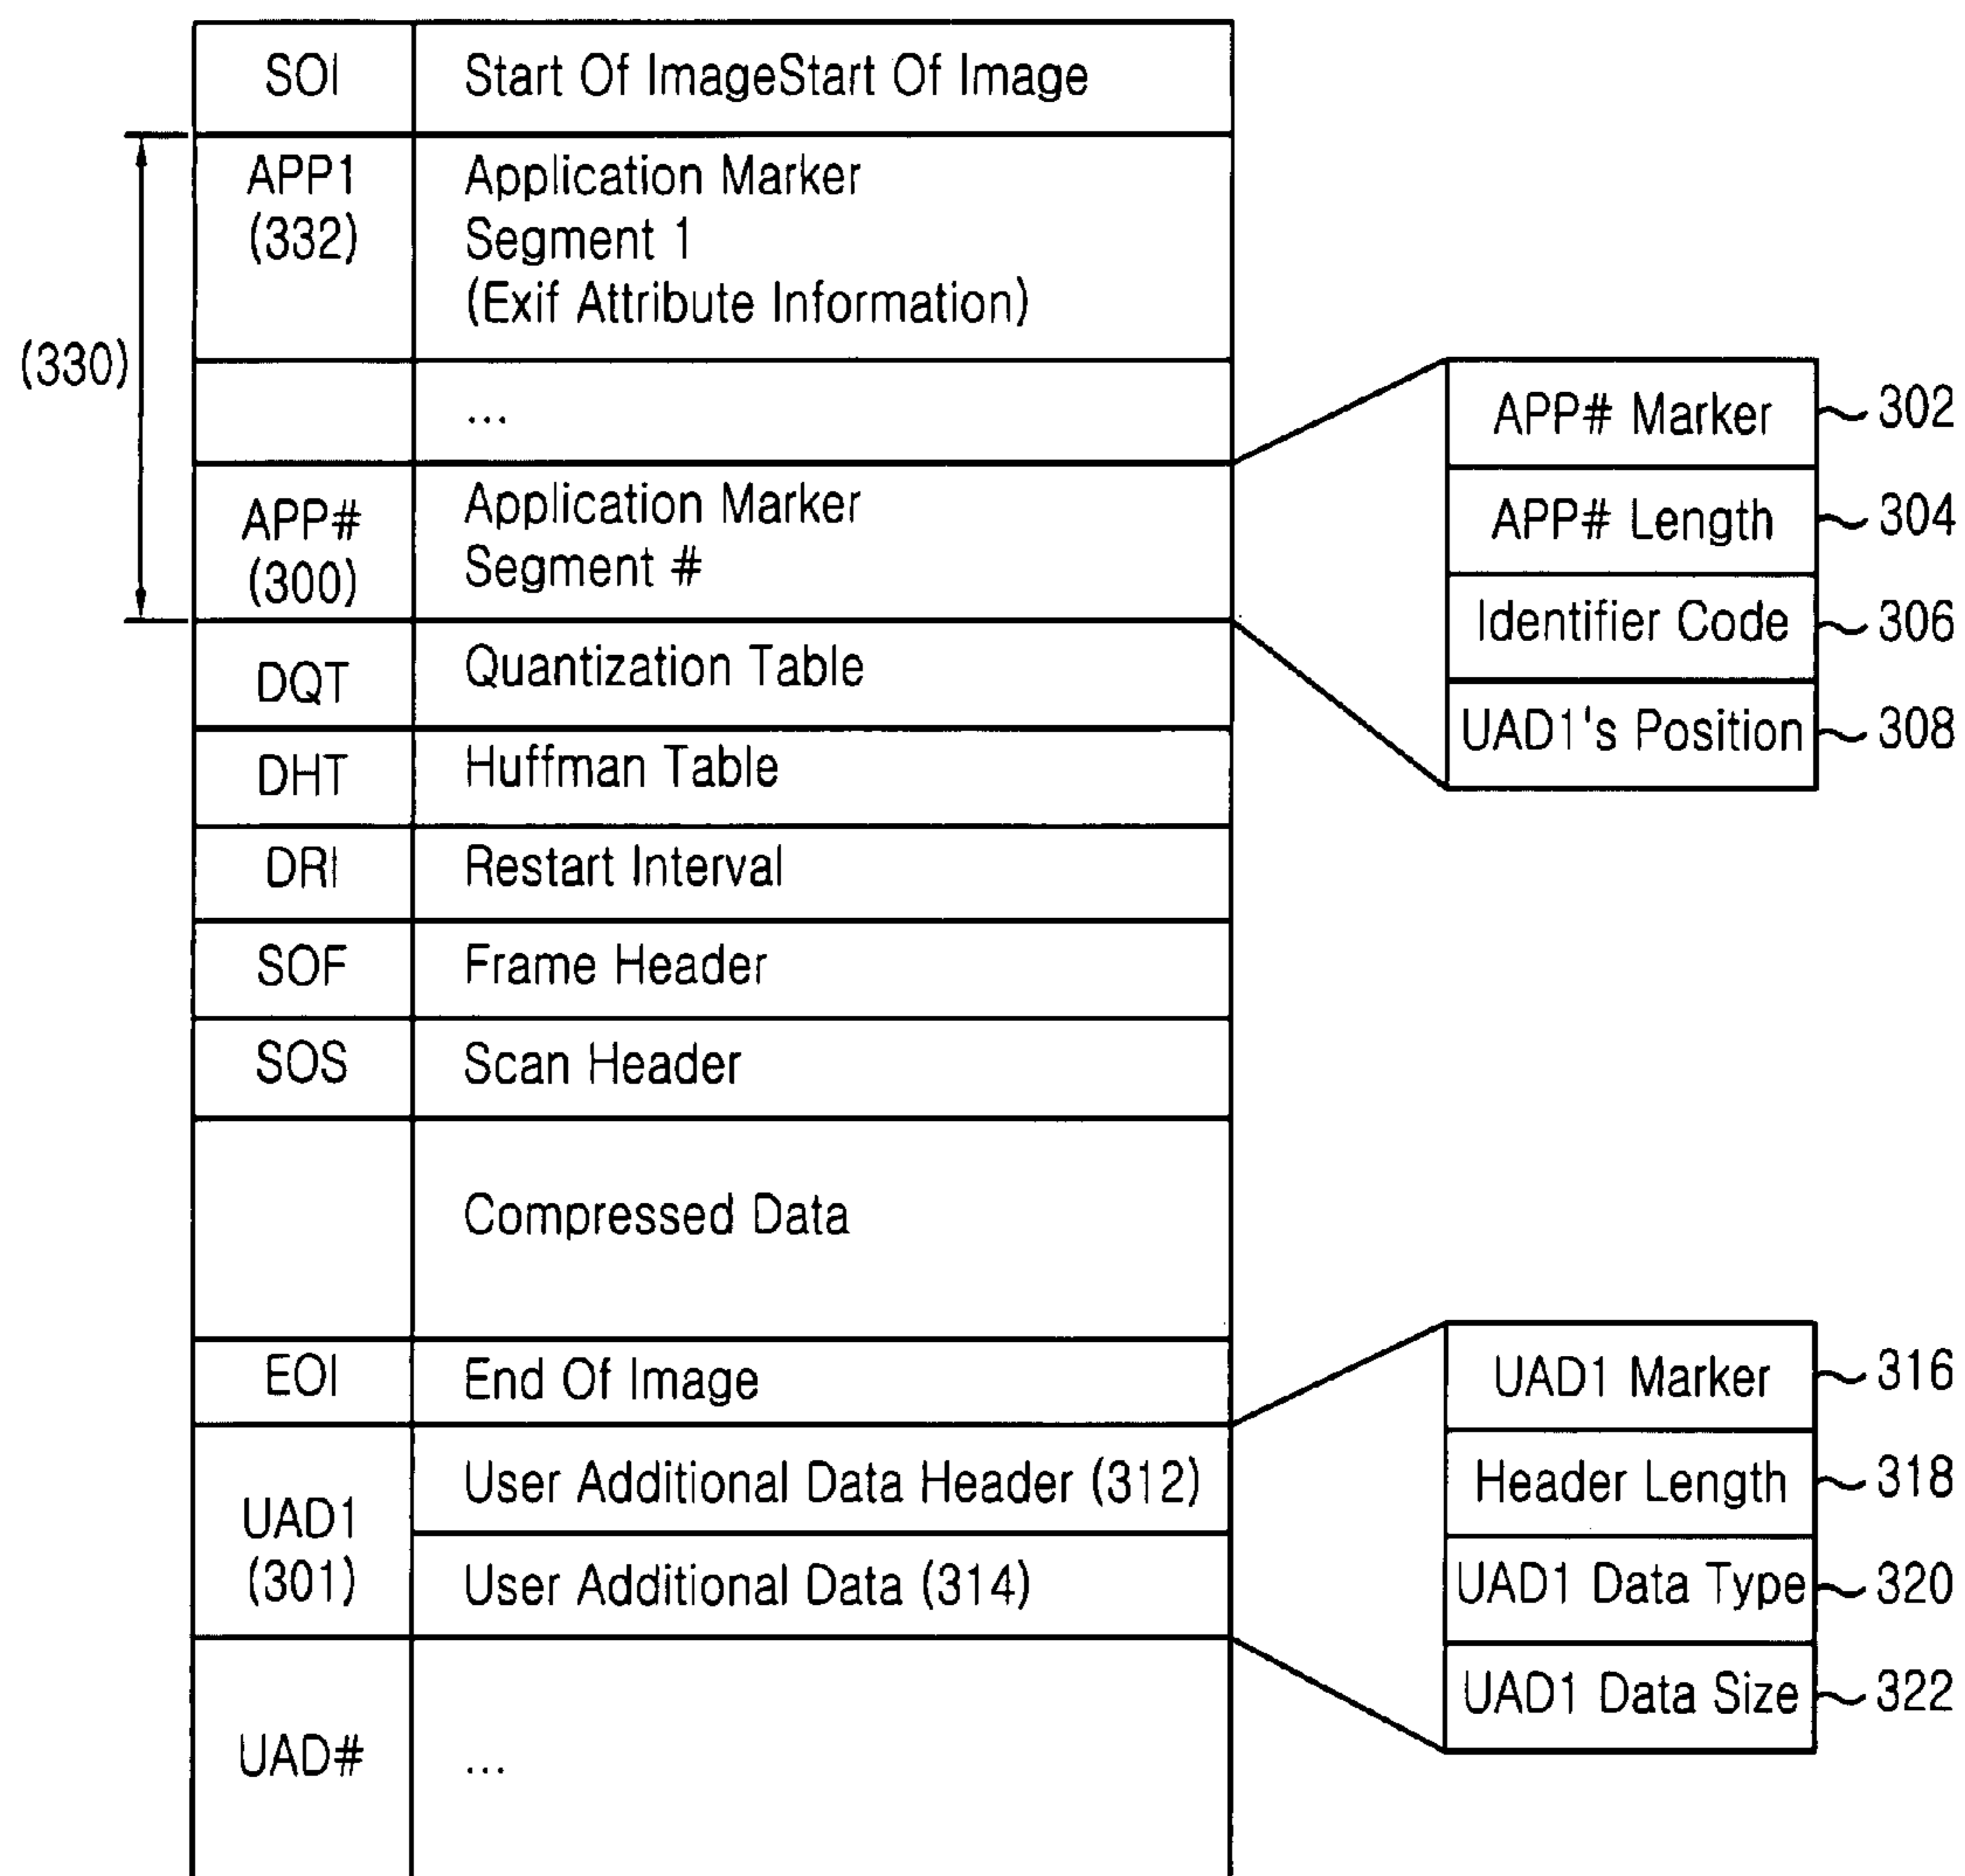 SOI Start Of ImageStart Of Image
APP1
(332)
Application Marker
Segment 1
(Exif Attribute Information)
(330)
...
APP#
(300)
Application Marker
Segment #
APP# Marker 302
APP# Length 304
Identifier Code 306
UAD1's Position 308
DQT Quantization Table
DHT Huffman Table
DRI Restart Interval
SOF Frame Header
SOS Scan Header
Compressed Data
EOI End Of Image
UAD1
(301)
User Additional Data Header (312)
User Additional Data (314)
UAD1 Marker 316
Header Length 318
UAD1 Data Type 320
UAD1 Data Size 322
UAD# ...